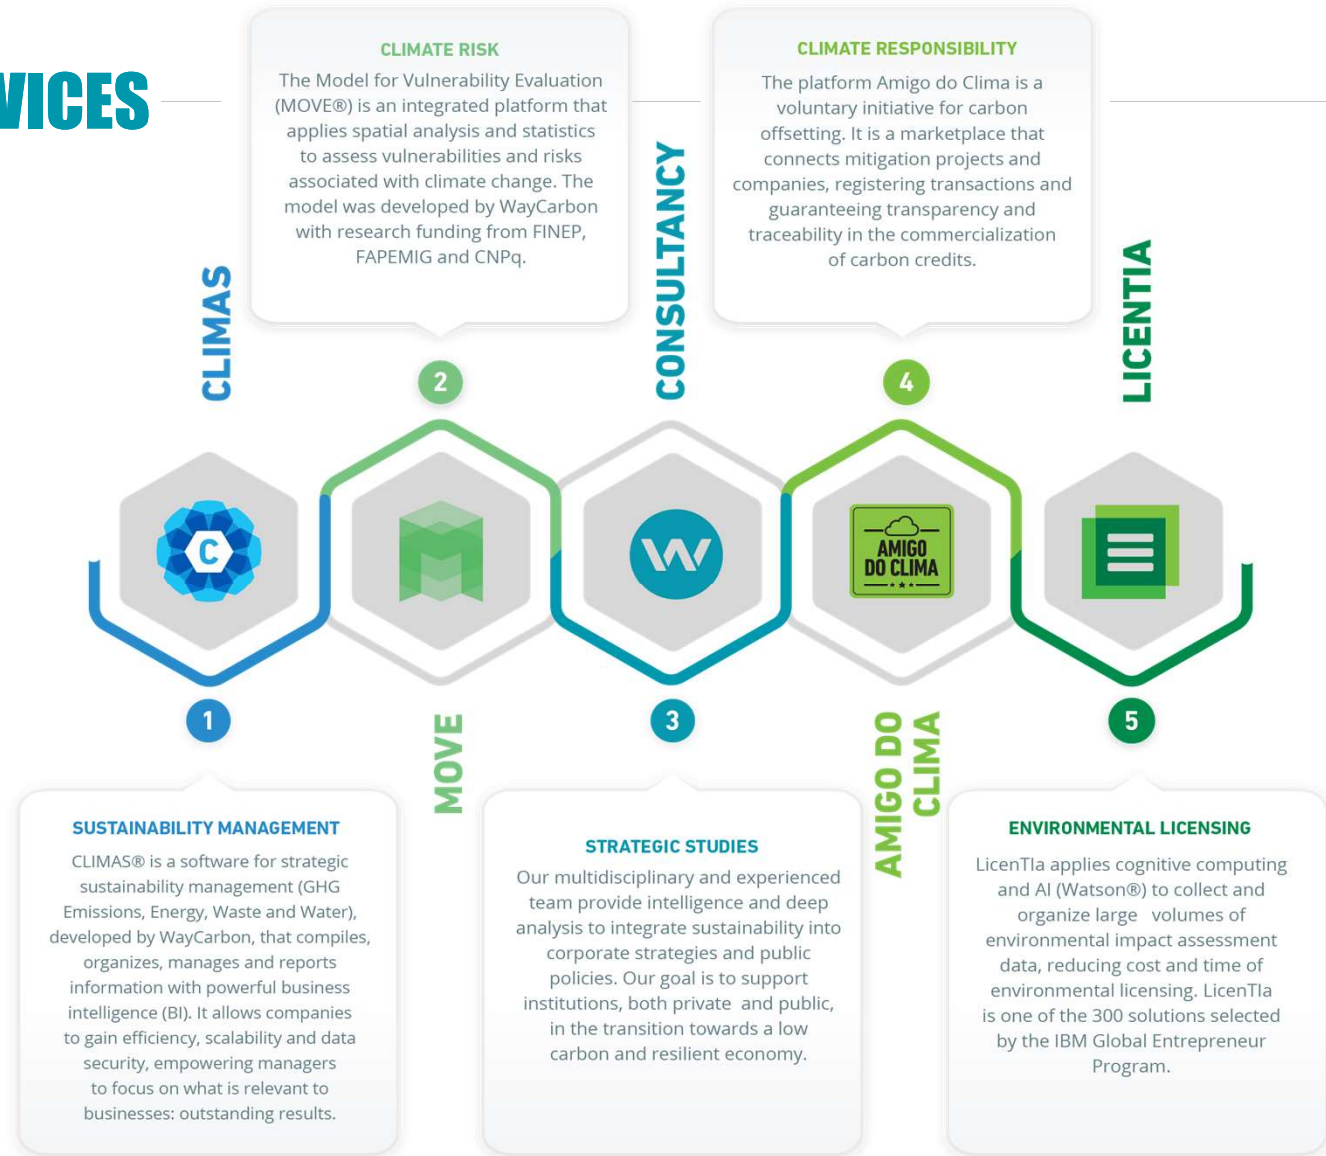 VICES
CLIMATE RISK
The Model for Vulnerability Evaluation
(MOVE®) is an integrated platform that
applies spatial analysis and statistics
to assess vulnerabilities and risks
associated with climate change. The
model was developed by WayCarbon
with research funding from FINEP,
FAPEMIG and CNPq.
CLIMATE RESPONSIBILITY
The platform Amigo do Clima is a
voluntary initiative for carbon
offsetting. It is a marketplace that
connects mitigation projects and
companies, registering transactions and
guaranteeing transparency and
traceability in the commercialization
of carbon credits.
CLIMAS
2
CONSULTANCY
4
LICENTIA
C
W
AMIGO
DO CLIMA
1
MOVE
3
AMIGO DO
CLIMA
5
SUSTAINABILITY MANAGEMENT
CLIMAS® is a software for strategic
sustainability management (GHG
Emissions, Energy, Waste and Water),
developed by WayCarbon, that compiles,
organizes, manages and reports
information with powerful business
intelligence (BI). It allows companies
to gain efficiency, scalability and data
security, empowering managers
to focus on what is relevant to
businesses: outstanding results.
STRATEGIC STUDIES
Our multidisciplinary and experienced
team provide intelligence and deep
analysis to integrate sustainability into
corporate strategies and public
policies. Our goal is to support
institutions, both private and public,
in the transition towards a low
carbon and resilient economy.
ENVIRONMENTAL LICENSING
LicenTIa applies cognitive computing
and AI (Watson®) to collect and
organize large volumes of
environmental impact assessment
data, reducing cost and time of
environmental licensing. LicenTIa
is one of the 300 solutions selected
by the IBM Global Entrepreneur
Program.